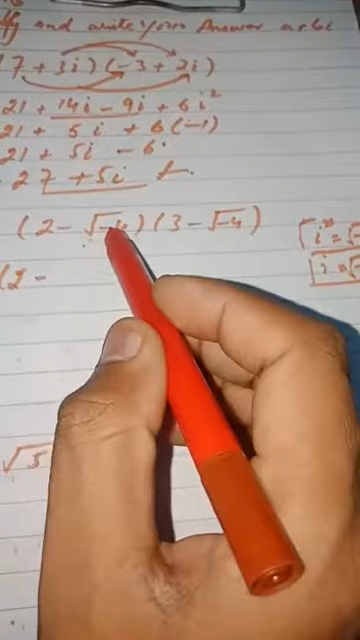 and write your Answer a+bi
(7 + 3i) (-3 + 2i)
21 + 14i - 9i + 6i²
21 + 5i + 6(-1)
21 + 5i - 6
27 + 5i
(2 - √-4) (3 - √-4)
(2 -
i² =
i = √
√5